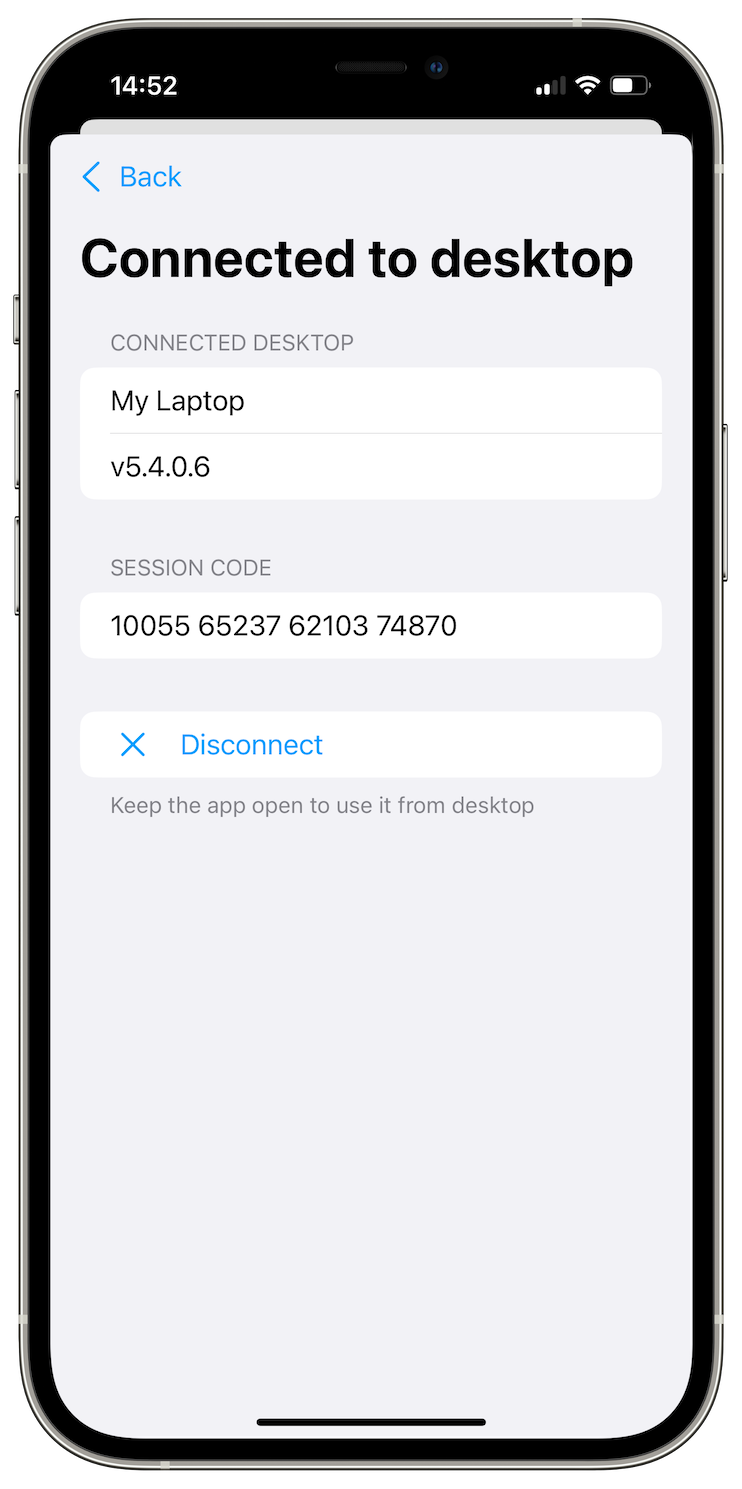 14:52
Back
Connected to desktop
CONNECTED DESKTOP
My Laptop
v5.4.0.6
SESSION CODE
10055 65237 62103 74870
Disconnect
Keep the app open to use it from desktop